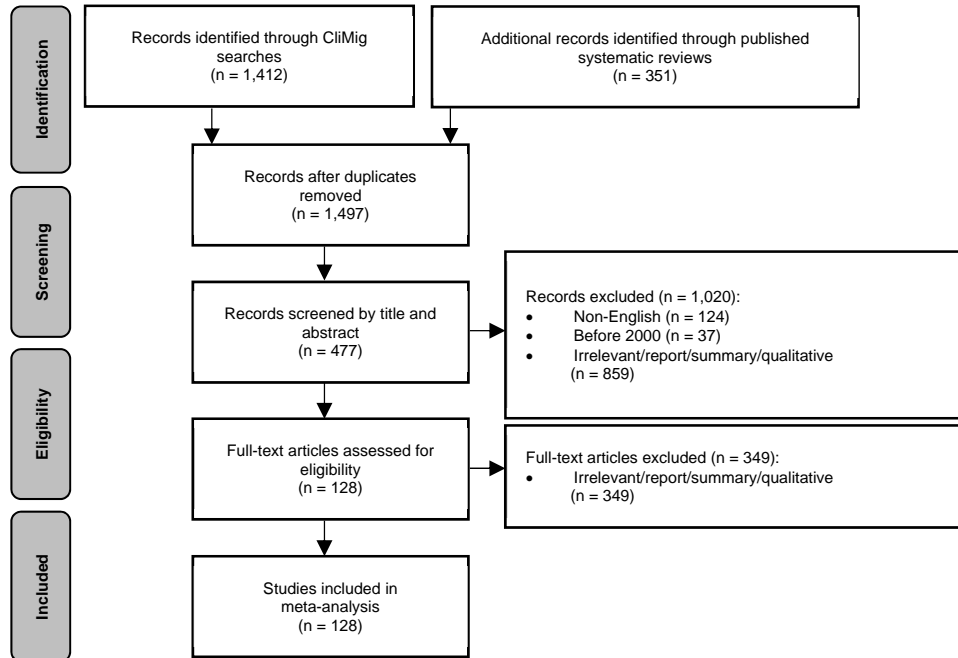 Identification
Records identified through CliMig
searches
(n = 1,412)
Additional records identified through published
systematic reviews
(n = 351)
Records after duplicates
removed
(n = 1,497)
Screening
Records screened by title and
abstract
(n = 477)
Records excluded (n = 1,020):
• Non-English (n = 124)
• Before 2000 (n = 37)
• Irrelevant/report/summary/qualitative
(n = 859)
Eligibility
Full-text articles assessed for
eligibility
(n = 128)
Full-text articles excluded (n = 349):
• Irrelevant/report/summary/qualitative
(n = 349)
Included
Studies included in
meta-analysis
(n = 128)